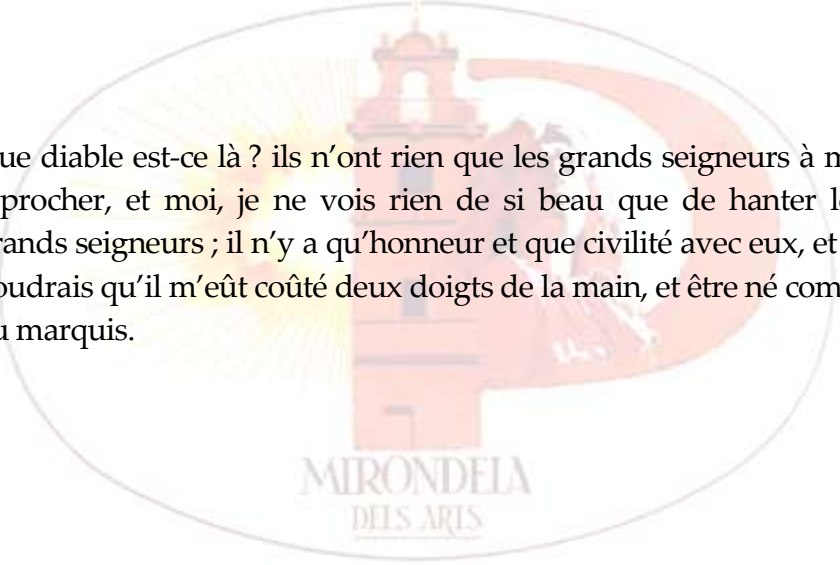 ue diable est-ce là ? ils n’ont rien que les grands seigneurs à m
procher, et moi, je ne vois rien de si beau que de hanter l
rands seigneurs ; il n’y a qu’honneur et que civilité avec eux, et
oudrais qu’il m’eût coûté deux doigts de la main, et être né com
u marquis.
MIRONDELA
DELS ARTS